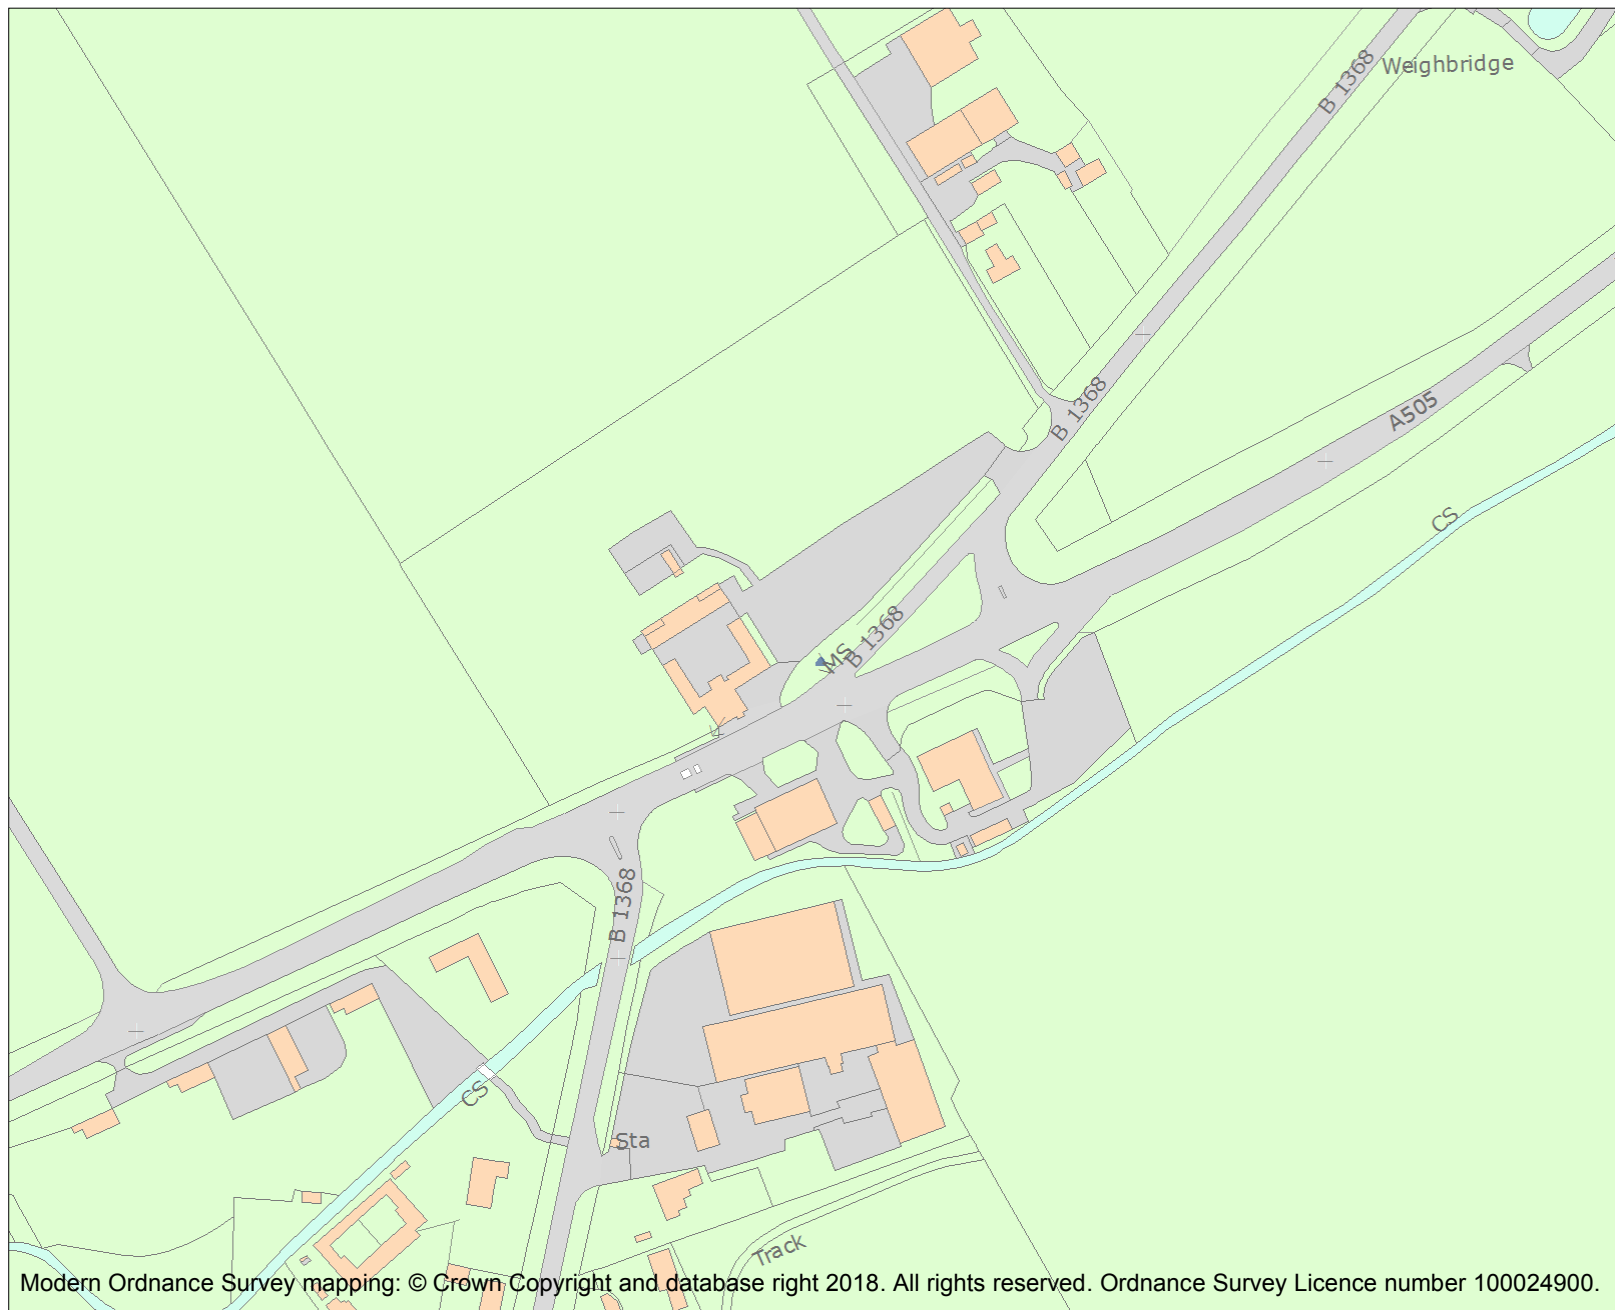 B 1368
Weighbridge
B 1368
A505
CS
B 1368
MS
B 1368
CS
Sta
Track
Modern Ordnance Survey mapping: © Crown Copyright and database right 2018. All rights reserved. Ordnance Survey Licence number 100024900.